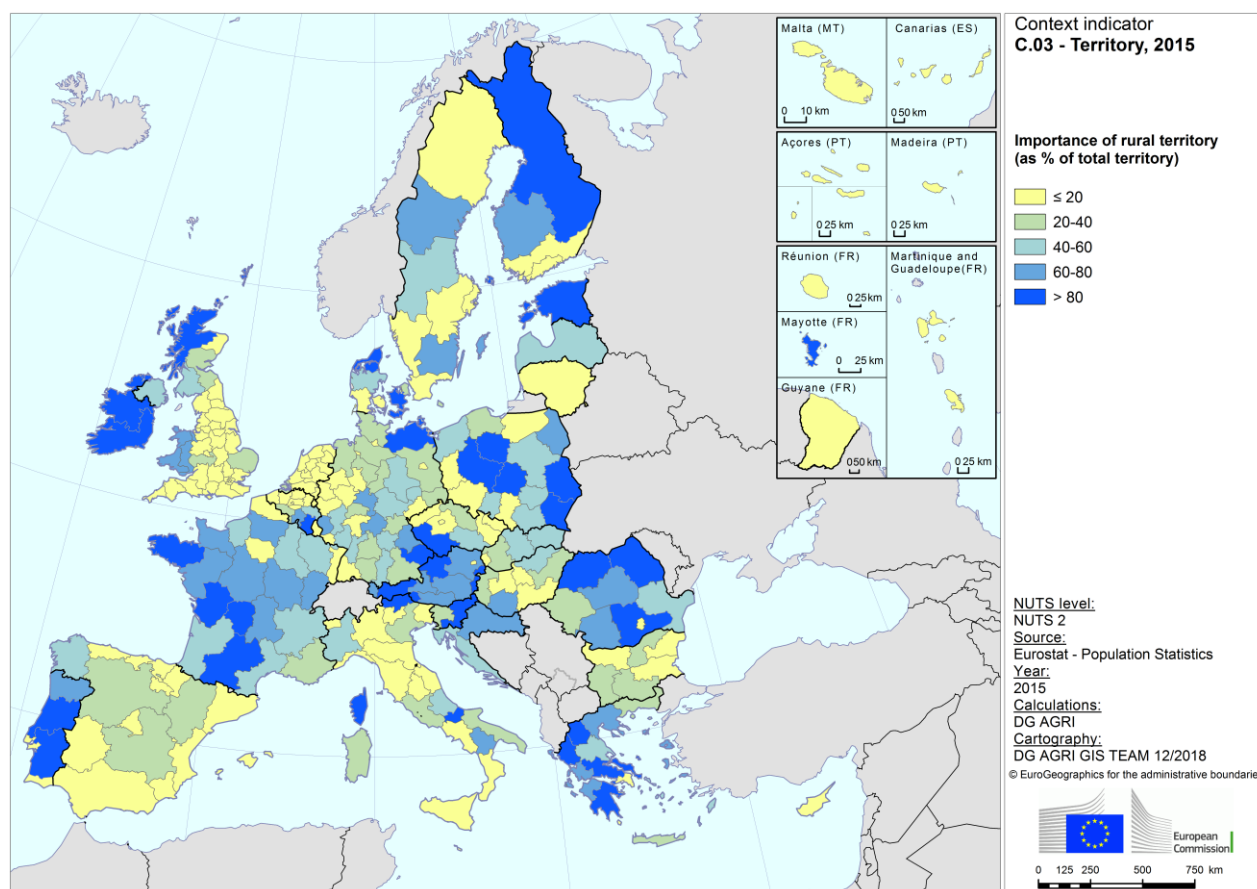 Malta (MT)
0 10 km
Canarias (ES)
0 50 km
Açores (PT)
0 25 km
Madeira (PT)
0 25 km
Réunion (FR)
0 25 km
Mayotte (FR)
0 25 km
Guyane (FR)
0 50 km
Martinique and
Guadeloupe(FR)
0 25 km
Context indicator
C.03 - Territory, 2015
Importance of rural territory
(as % of total territory)
≤ 20
20-40
40-60
60-80
> 80
NUTS level:
NUTS 2
Source:
Eurostat - Population Statistics
Year:
2015
Calculations:
DG AGRI
Cartography:
DG AGRI GIS TEAM 12/2018
© EuroGeographics for the administrative boundarie
European
Commission
0 125 250 500 750 km